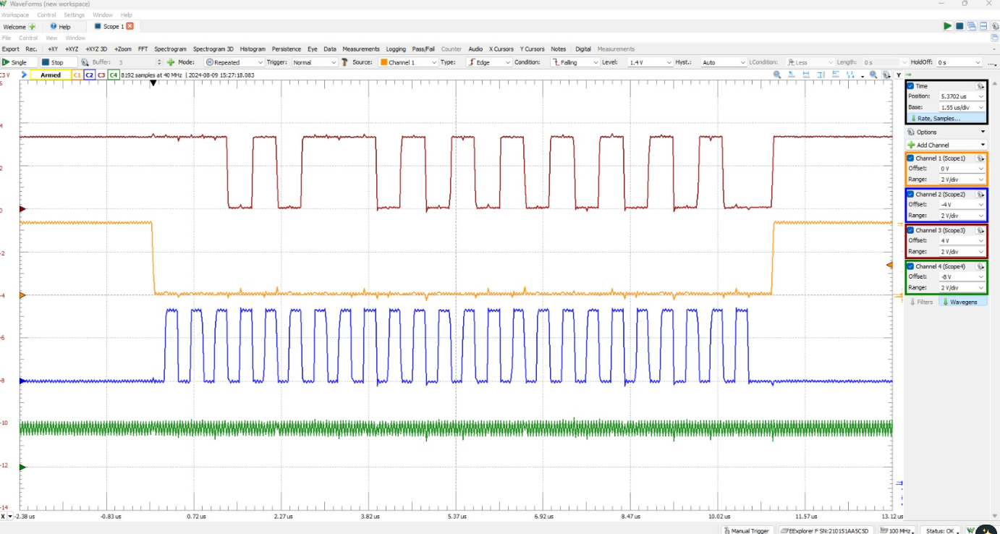 WaveForms (new workspace)
Workspace Control Settings Window Help
Welcome Help Scope 1
File Control View Window
Export Rec. +XY +XYZ +XYZ 3D +Zoom FFT Spectrogram Spectrogram 3D Histogram Persistence Eye Data Measurements Logging Pass/Fail Counter Audio X Cursors Y Cursors Notes Digital Measurements
Single Stop Buffer: 3 Mode: Repeated Trigger: Normal Source: Channel 1 Type: Edge Condition: Falling Level: 1.4 V Hyst.: Auto LCondition: Less Length: 0 s HoldOff: 0 s
C3 V Armed C1 C2 C3 C4 8192 samples at 40 MHz | 2024-08-09 15:27:18.083 Y
6
4
2
0
-2
-4
-6
-8
-10
-12
-14
X -2.38 us -0.83 us 0.72 us 2.27 us 3.82 us 5.37 us 6.92 us 8.47 us 10.02 us 11.57 us 13.12 us
Time
Position: 5.3702 us
Base: 1.55 us/div
Rate, Samples...
Options
Add Channel
Channel 1 (Scope1)
Offset: 0 V
Range: 2 V/div
Channel 2 (Scope2)
Offset: -4 V
Range: 2 V/div
Channel 3 (Scope3)
Offset: 4 V
Range: 2 V/div
Channel 4 (Scope4)
Offset: -8 V
Range: 2 V/div
Filters Wavegens
Manual Trigger EExplorer F SN:210151AA5C5D 100 MHz Status: OK